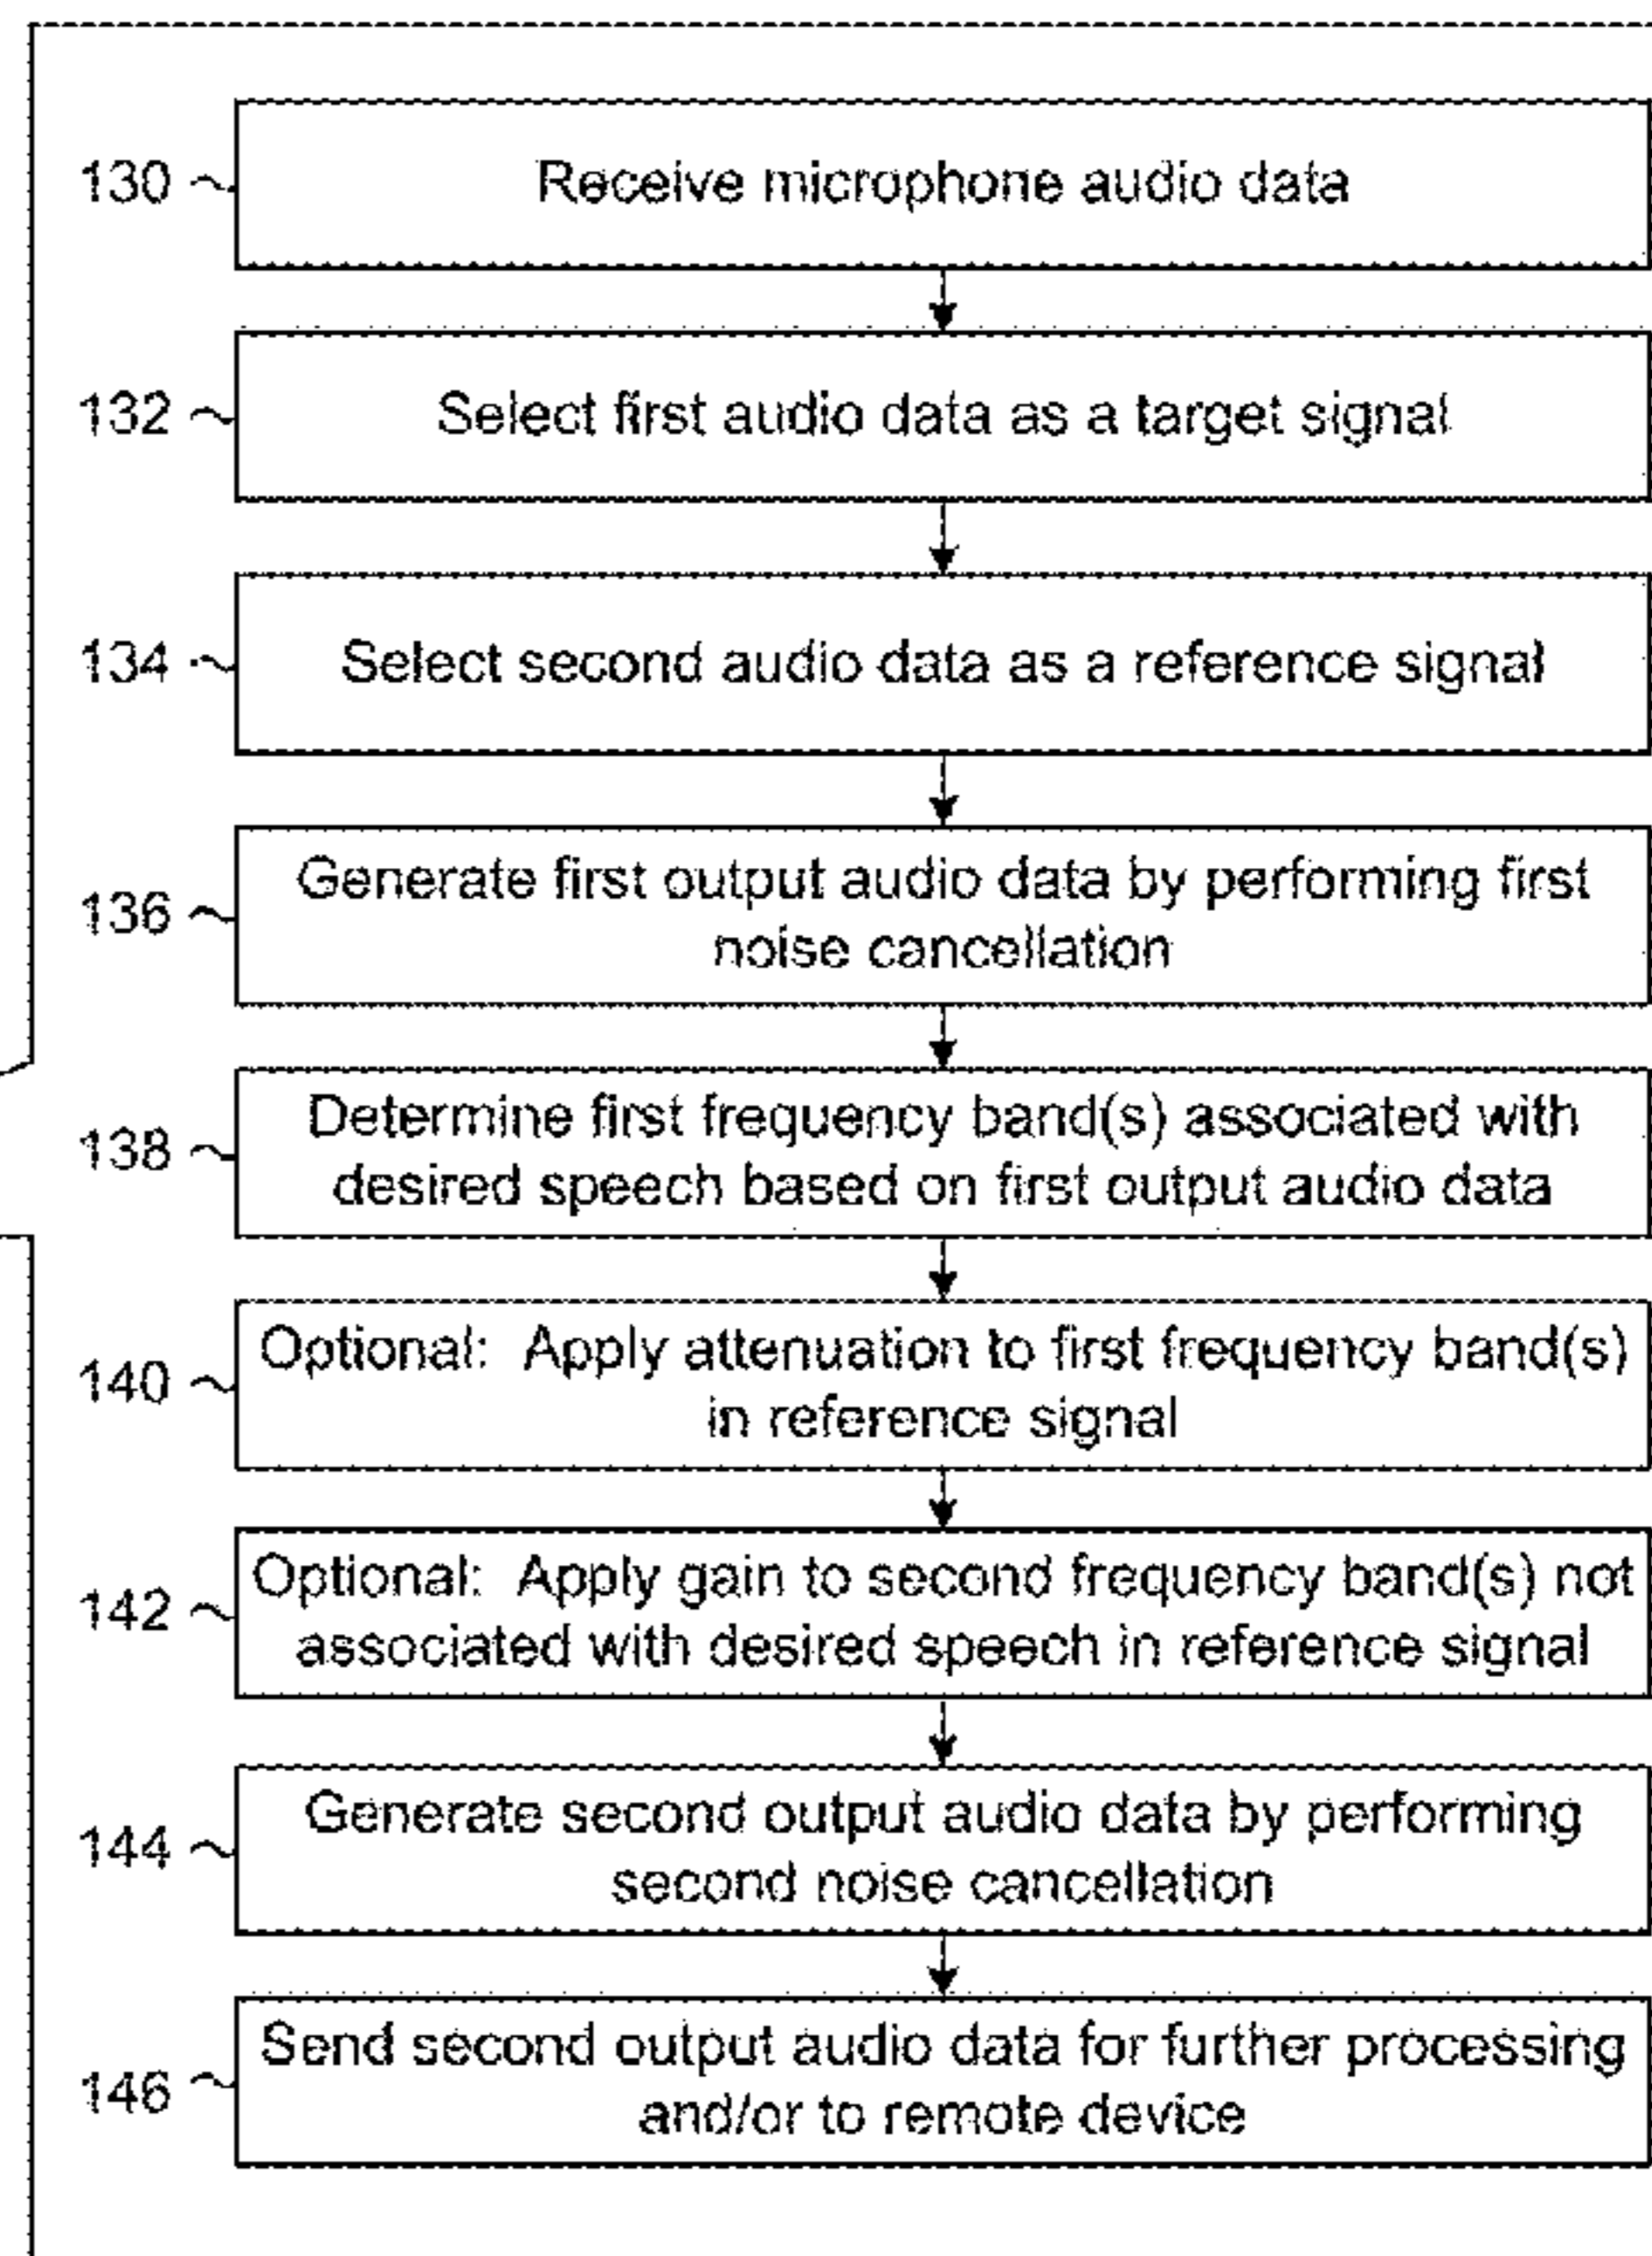 130
Receive microphone audio data
132
Select first audio data as a target signal
134
Select second audio data as a reference signal
136
Generate first output audio data by performing first
noise cancellation
138
Determine first frequency band(s) associated with
desired speech based on first output audio data
140
Optional: Apply attenuation to first frequency band(s)
in reference signal
142
Optional: Apply gain to second frequency band(s) not
associated with desired speech in reference signal
144
Generate second output audio data by performing
second noise cancellation
146
Send second output audio data for further processing
and/or to remote device